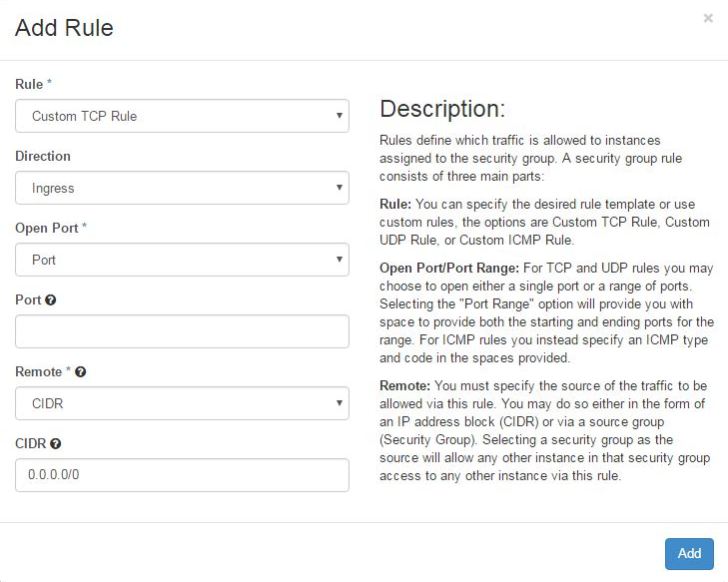 Add Rule
×
Rule *
Custom TCP Rule
Direction
Ingress
Open Port *
Port
Port
Remote *
CIDR
CIDR
0.0.0.0/0
Description:
Rules define which traffic is allowed to instances
assigned to the security group. A security group rule
consists of three main parts:
Rule: You can specify the desired rule template or use
custom rules, the options are Custom TCP Rule, Custom
UDP Rule, or Custom ICMP Rule.
Open Port/Port Range: For TCP and UDP rules you may
choose to open either a single port or a range of ports.
Selecting the "Port Range" option will provide you with
space to provide both the starting and ending ports for the
range. For ICMP rules you instead specify an ICMP type
and code in the spaces provided.
Remote: You must specify the source of the traffic to be
allowed via this rule. You may do so either in the form of
an IP address block (CIDR) or via a source group
(Security Group). Selecting a security group as the
source will allow any other instance in that security group
access to any other instance via this rule.
Add